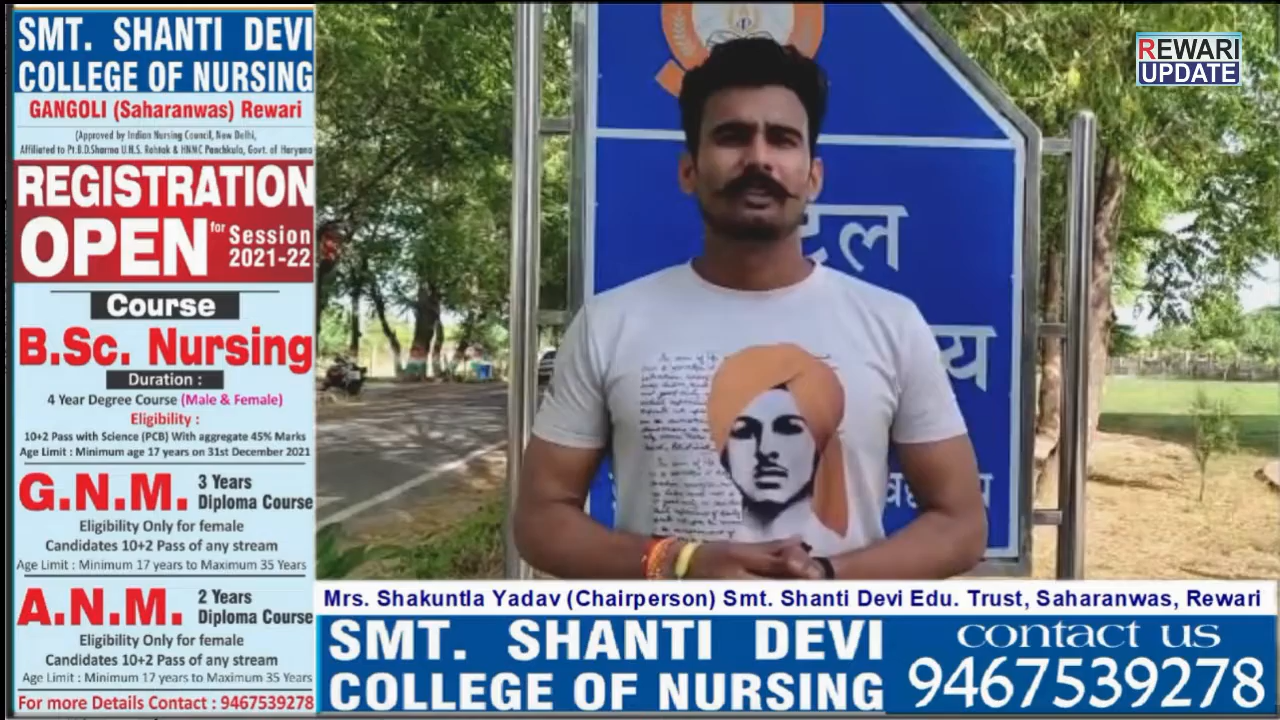 SMT. SHANTI DEVI
COLLEGE OF NURSING
GANGOLI (Saharanwas) Rewari
(Approved by Indian Nursing Council, New Delhi,
Affiliated to Pt.B.D.Sharma U.H.S. Rohtak & HNMC Panchkula, Govt. of Haryana
REGISTRATION
OPEN for Session
2021-22
Course
B.Sc. Nursing
Duration :
4 Year Degree Course (Male & Female)
Eligibility :
10+2 Pass with Science (PCB) With aggregate 45% Marks
Age Limit : Minimum age 17 years on 31st December 2021
G.N.M. 3 Years
Diploma Course
Eligibility Only for female
Candidates 10+2 Pass of any stream
Age Limit : Minimum 17 years to Maximum 35 Years
A.N.M. 2 Years
Diploma Course
Eligibility Only for female
Candidates 10+2 Pass of any stream
Age Limit : Minimum 17 years to Maximum 35 Years
For more Details Contact : 9467539278
REWARI
UPDATE
Mrs. Shakuntla Yadav (Chairperson) Smt. Shanti Devi Edu. Trust, Saharanwas, Rewari
SMT. SHANTI DEVI
COLLEGE OF NURSING
contact us
9467539278